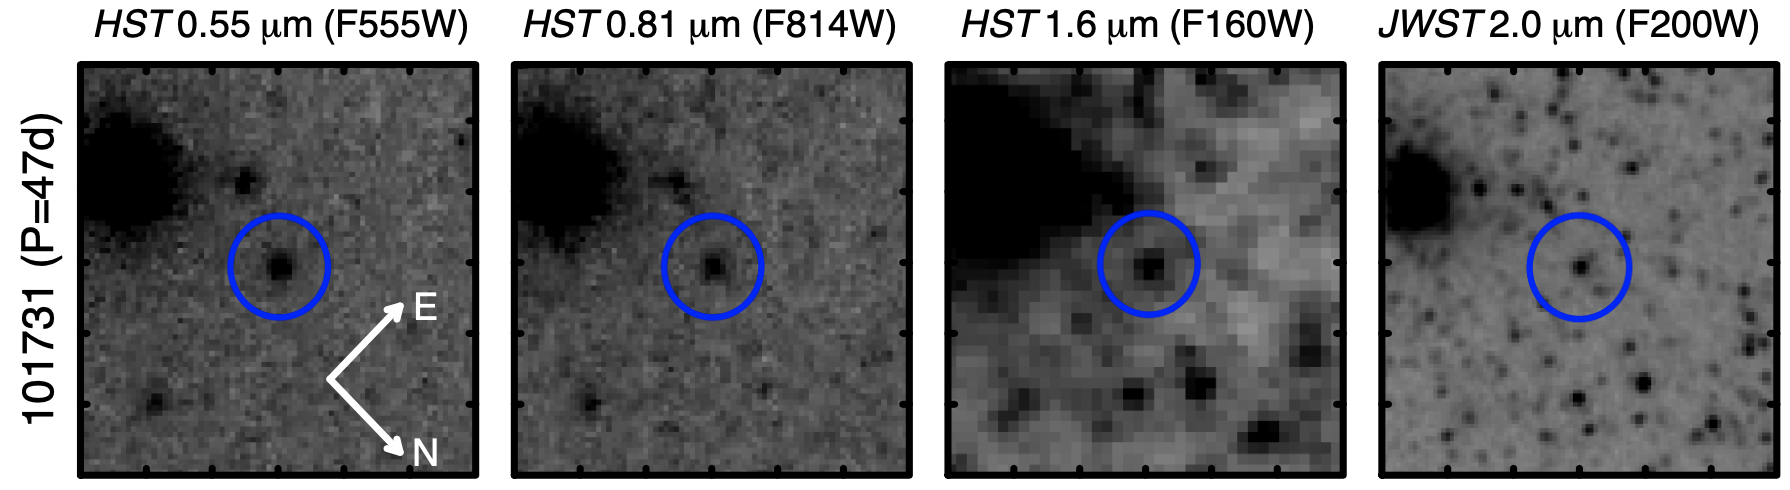 HST 0.55 μm (F555W)
HST 0.81 μm (F814W)
HST 1.6 μm (F160W)
JWST 2.0 μm (F200W)
101731 (P=47d)
E
N